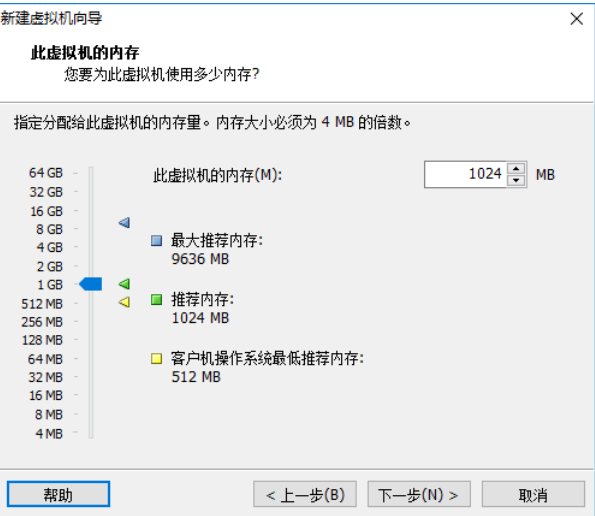 新建虚拟机向导
此虚拟机的内存
您要为此虚拟机使用多少内存?
指定分配给此虚拟机的内存量。内存大小必须为 4 MB 的倍数。
64 GB
32 GB
16 GB
8 GB
4 GB
2 GB
1 GB
512 MB
256 MB
128 MB
64 MB
32 MB
16 MB
8 MB
4 MB
此虚拟机的内存(M):
1024 MB
最大推荐内存:
9636 MB
推荐内存:
1024 MB
客户机操作系统最低推荐内存:
512 MB
帮助
< 上一步(B)
下一步(N) >
取消